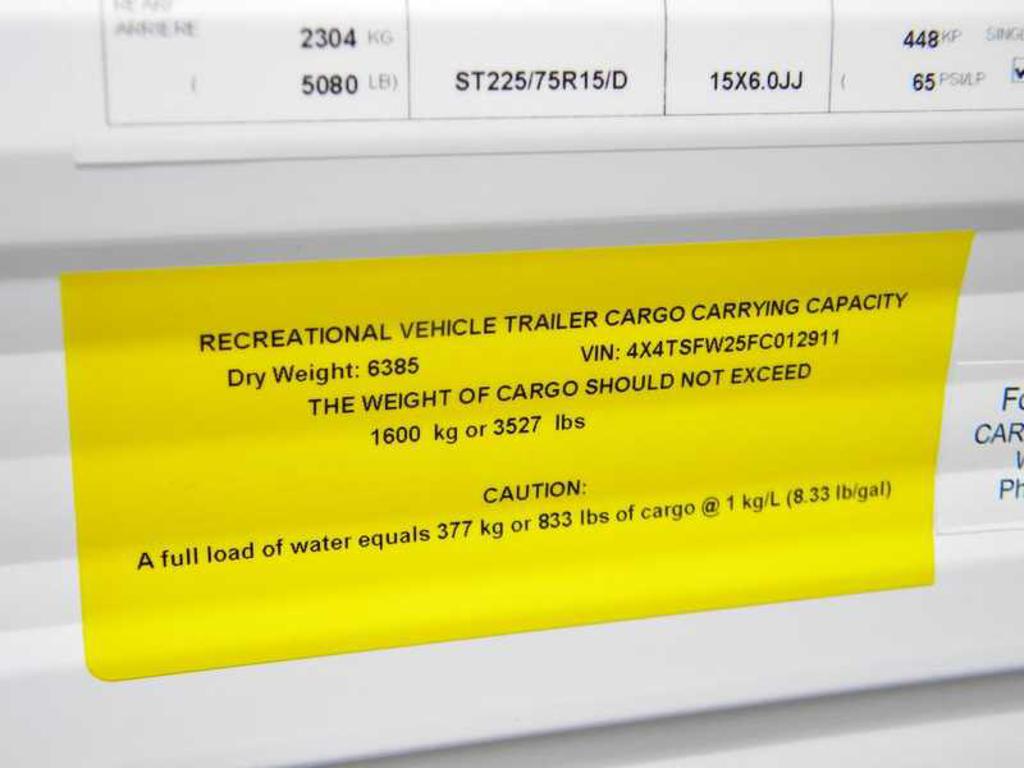 ARRIERE 2304 KG 448 KP
( 5080 LB) ST225/75R15/D 15X6.0JJ ( 65 PSI/LP
RECREATIONAL VEHICLE TRAILER CARGO CARRYING CAPACITY
Dry Weight: 6385 VIN: 4X4TSFW25FC012911
THE WEIGHT OF CARGO SHOULD NOT EXCEED
1600 kg or 3527 lbs
CAUTION:
A full load of water equals 377 kg or 833 lbs of cargo @ 1 kg/L (8.33 lb/gal)